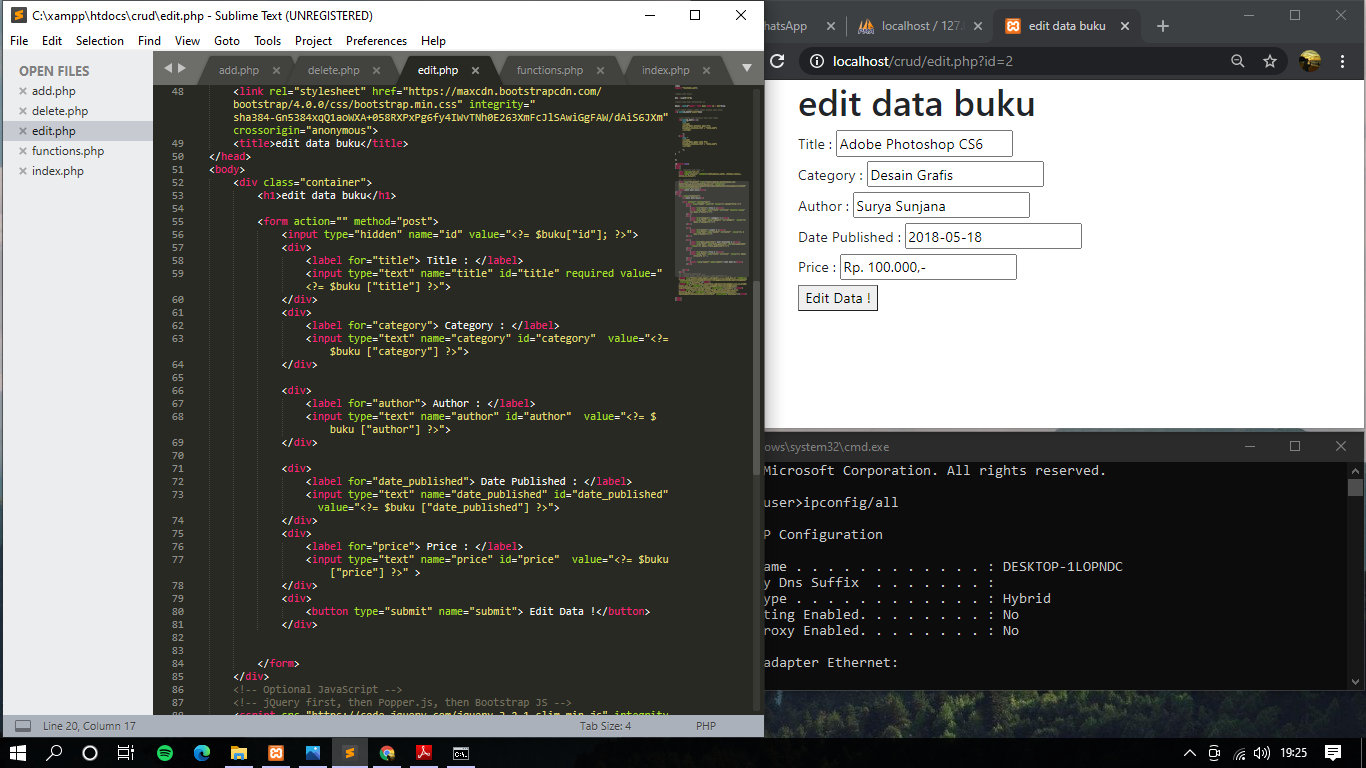 C:\xampp\htdocs\crud\edit.php - Sublime Text (UNREGISTERED)
File Edit Selection Find View Goto Tools Project Preferences Help
OPEN FILES
add.php
delete.php
edit.php
functions.php
index.php
add.php delete.php edit.php functions.php index.php
48 <link rel="stylesheet" href="https://maxcdn.bootstrapcdn.com/
bootstrap/4.0.0/css/bootstrap.min.css" integrity="
sha384-Gn5384xqQ1aoWXA+058RXPxPg6fy4IWvTNh0E263XmFcJlSAwiGgFAW/dAiS6JXm"
crossorigin="anonymous">
49 <title>edit data buku</title>
50 </head>
51 <body>
52 <div class="container">
53 <h1>edit data buku</h1>
54
55 <form action="" method="post">
56 <input type="hidden" name="id" value="<?= $buku["id"]; ?>">
57 <div>
58 <label for="title"> Title : </label>
59 <input type="text" name="title" id="title" required value="
<?= $buku ["title"] ?>">
60 </div>
61 <div>
62 <label for="category"> Category : </label>
63 <input type="text" name="category" id="category"  value="<?=
$buku ["category"] ?>">
64 </div>
65
66 <div>
67 <label for="author"> Author : </label>
68 <input type="text" name="author" id="author"  value="<?= $
buku ["author"] ?>">
69 </div>
70
71 <div>
72 <label for="date_published"> Date Published : </label>
73 <input type="text" name="date_published" id="date_published"
value="<?= $buku ["date_published"] ?>">
74 </div>
75 <div>
76 <label for="price"> Price : </label>
77 <input type="text" name="price" id="price"  value="<?= $buku
["price"] ?>" >
78 </div>
79 <div>
80 <button type="submit" name="submit"> Edit Data !</button>
81 </div>
82
83
84 </form>
85 </div>
86 <!-- Optional JavaScript -->
87 <!-- jQuery first, then Popper.js, then Bootstrap JS -->
Line 20, Column 17 Tab Size: 4 PHP
hatsApp localhost / 127. edit data buku
localhost/crud/edit.php?id=2
edit data buku
Title : Adobe Photoshop CS6
Category : Desain Grafis
Author : Surya Sunjana
Date Published : 2018-05-18
Price : Rp. 100.000,-
Edit Data !
ows\system32\cmd.exe
Microsoft Corporation. All rights reserved.
user>ipconfig/all
P Configuration
ame . . . . . . . . . . . . : DESKTOP-1LOPNDC
y Dns Suffix  . . . . . . . :
ype . . . . . . . . . . . . : Hybrid
ting Enabled. . . . . . . . : No
roxy Enabled. . . . . . . . : No
adapter Ethernet:
19:25